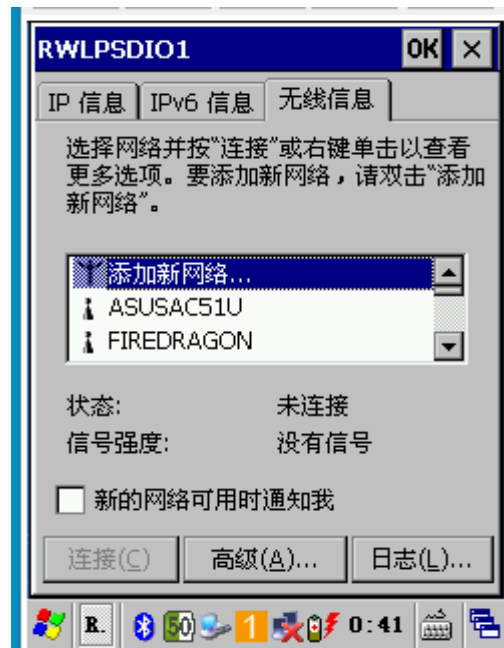 RWLPSDIO1 OK ×
IP 信息 IPv6 信息 无线信息
选择网络并按"连接"或右键单击以查看
更多选项。要添加新网络，请双击"添加
新网络"。
添加新网络...
ASUSAC51U
FIREDRAGON
状态: 未连接
信号强度: 没有信号
新的网络可用时通知我
连接(C) 高级(A)... 日志(L)...
R. 50 1 0:41